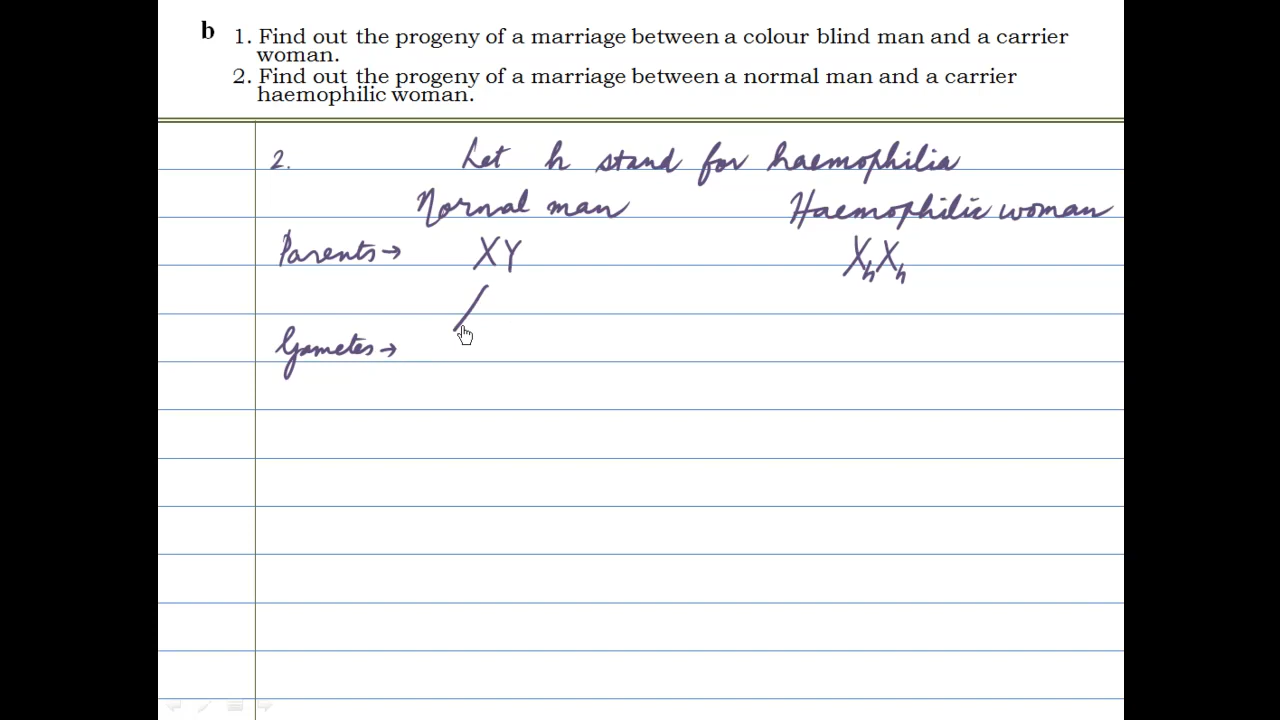 b 1. Find out the progeny of a marriage between a colour blind man and a carrier
woman.
2. Find out the progeny of a marriage between a normal man and a carrier
haemophilic woman.
2. Let h stand for haemophilia
Normal man Haemophilic woman
Parents → XY XhXh
Gametes →